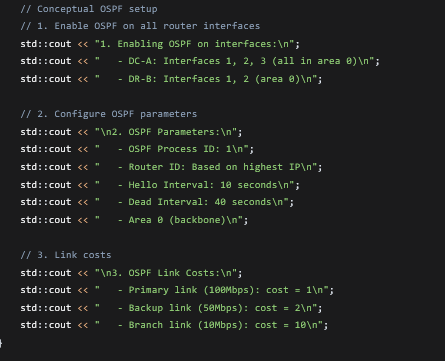 // Conceptual OSPF setup
// 1. Enable OSPF on all router interfaces
std::cout << "1. Enabling OSPF on interfaces:\n";
std::cout << "   - DC-A: Interfaces 1, 2, 3 (all in area 0)\n";
std::cout << "   - DR-B: Interfaces 1, 2 (area 0)\n";
// 2. Configure OSPF parameters
std::cout << "\n2. OSPF Parameters:\n";
std::cout << "   - OSPF Process ID: 1\n";
std::cout << "   - Router ID: Based on highest IP\n";
std::cout << "   - Hello Interval: 10 seconds\n";
std::cout << "   - Dead Interval: 40 seconds\n";
std::cout << "   - Area 0 (backbone)\n";
// 3. Link costs
std::cout << "\n3. OSPF Link Costs:\n";
std::cout << "   - Primary link (100Mbps): cost = 1\n";
std::cout << "   - Backup link (50Mbps): cost = 2\n";
std::cout << "   - Branch link (10Mbps): cost = 10\n";
}